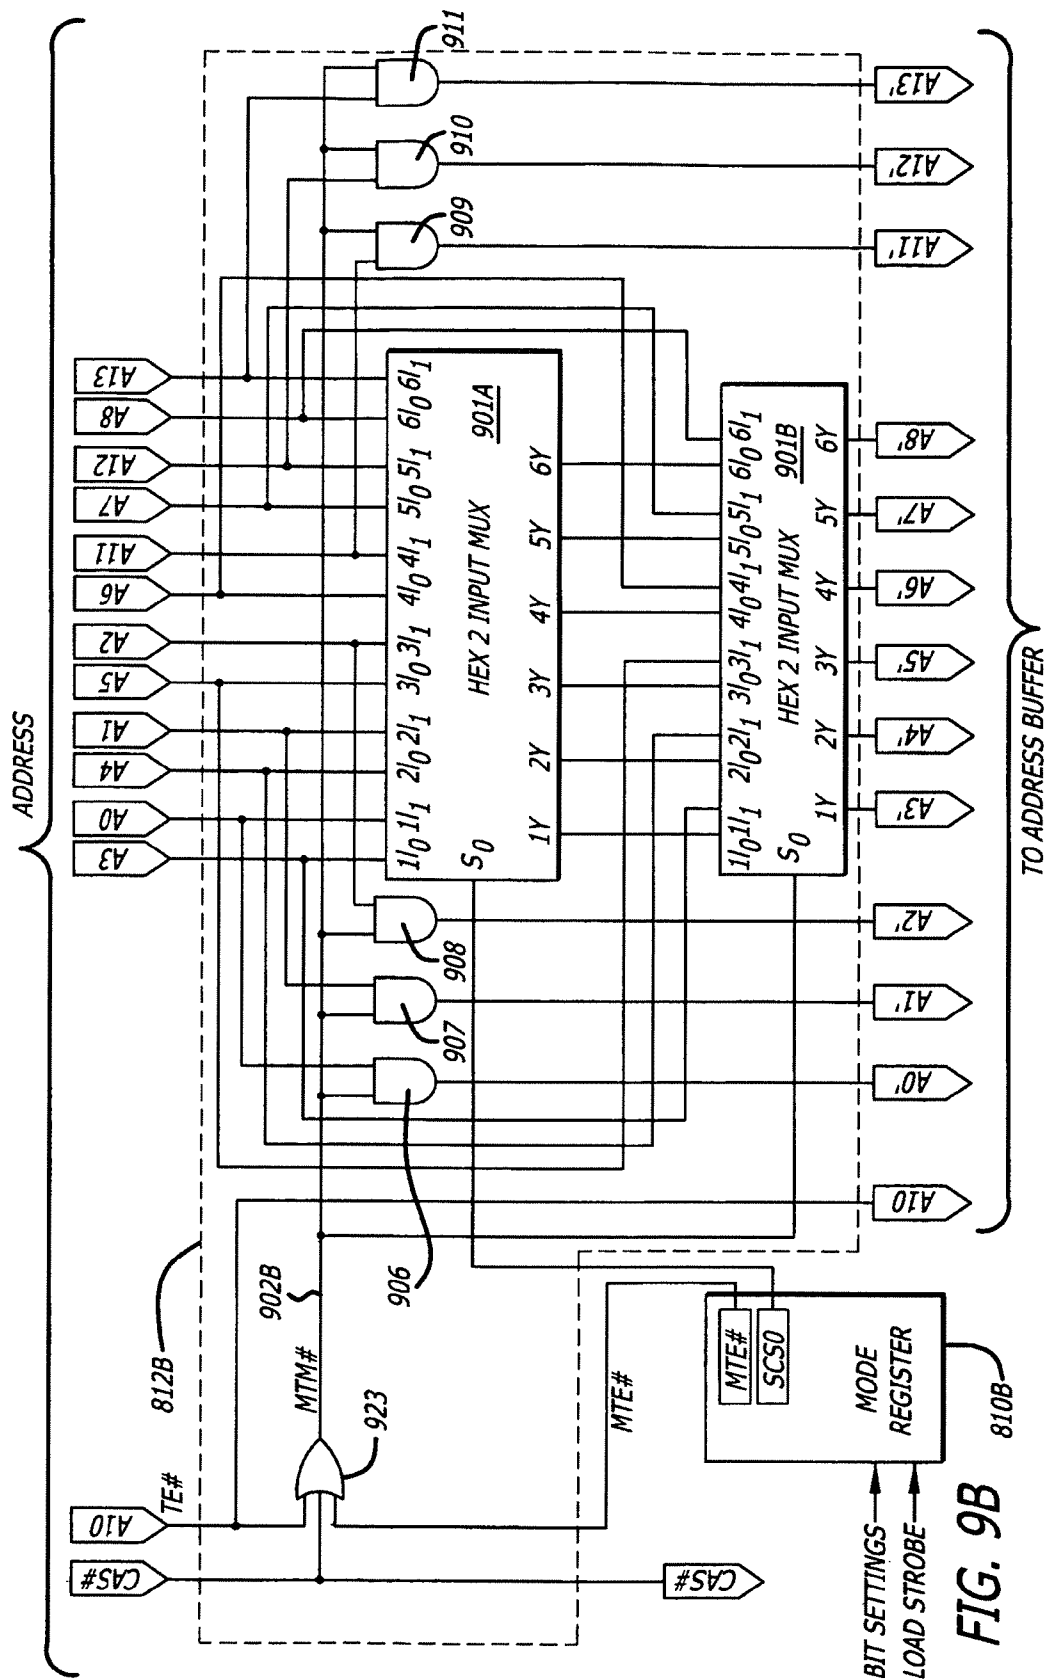 ADDRESS
CAS#
A10
TE#
A3
A0
A4
A1
A5
A2
A6
A11
A7
A12
A8
A13
812B
MTM#
902B
923
906
907
908
909
910
911
1I0 1I1 2I0 2I1 3I0 3I1 4I0 4I1 5I0 5I1 6I0 6I1
S0
HEX 2 INPUT MUX
901A
1Y 2Y 3Y 4Y 5Y 6Y
1I0 1I1 2I0 2I1 3I0 3I1 4I0 4I1 5I0 5I1 6I0 6I1
S0
HEX 2 INPUT MUX
901B
1Y 2Y 3Y 4Y 5Y 6Y
MTE#
MTE#
SCS0
MODE
REGISTER
810B
BIT SETTINGS
LOAD STROBE
CAS#
A10
A0'
A1'
A2'
A3'
A4'
A5'
A6'
A7'
A8'
A11'
A12'
A13'
TO ADDRESS BUFFER
FIG. 9B